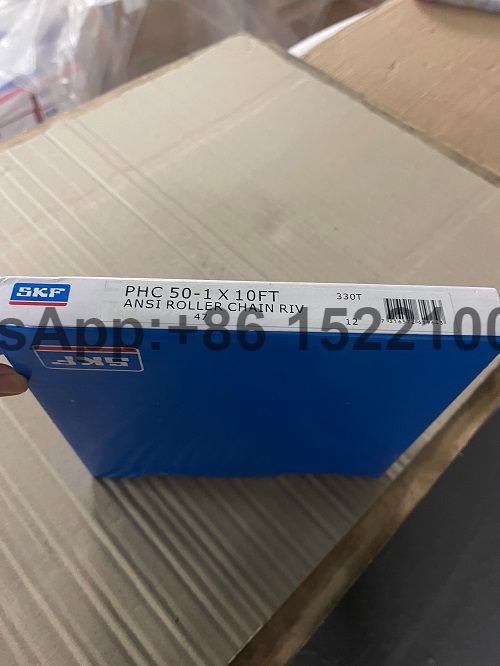 SKF
PHC 50-1 X 10FT
ANSI ROLLER CHAIN RIV
47
330T
12
sApp:+86 1522100
SKF